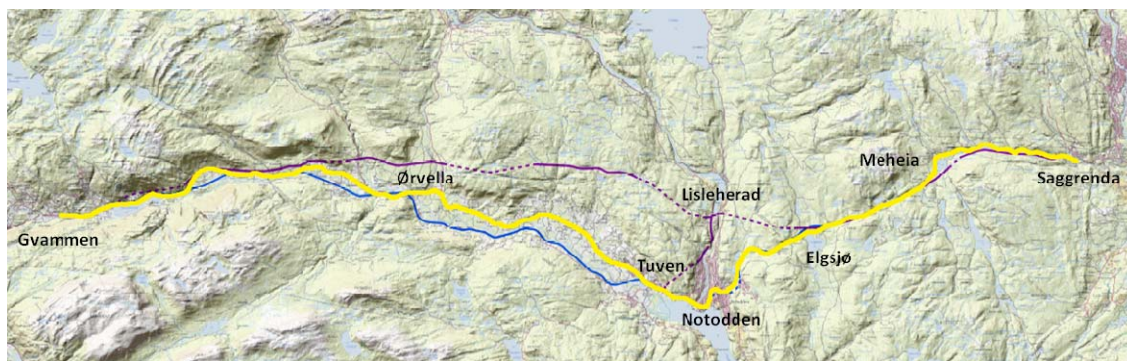 Gvammen
Ørvella
Tuven
Lisleherad
Notodden
Elgsjø
Meheia
Saggrenda